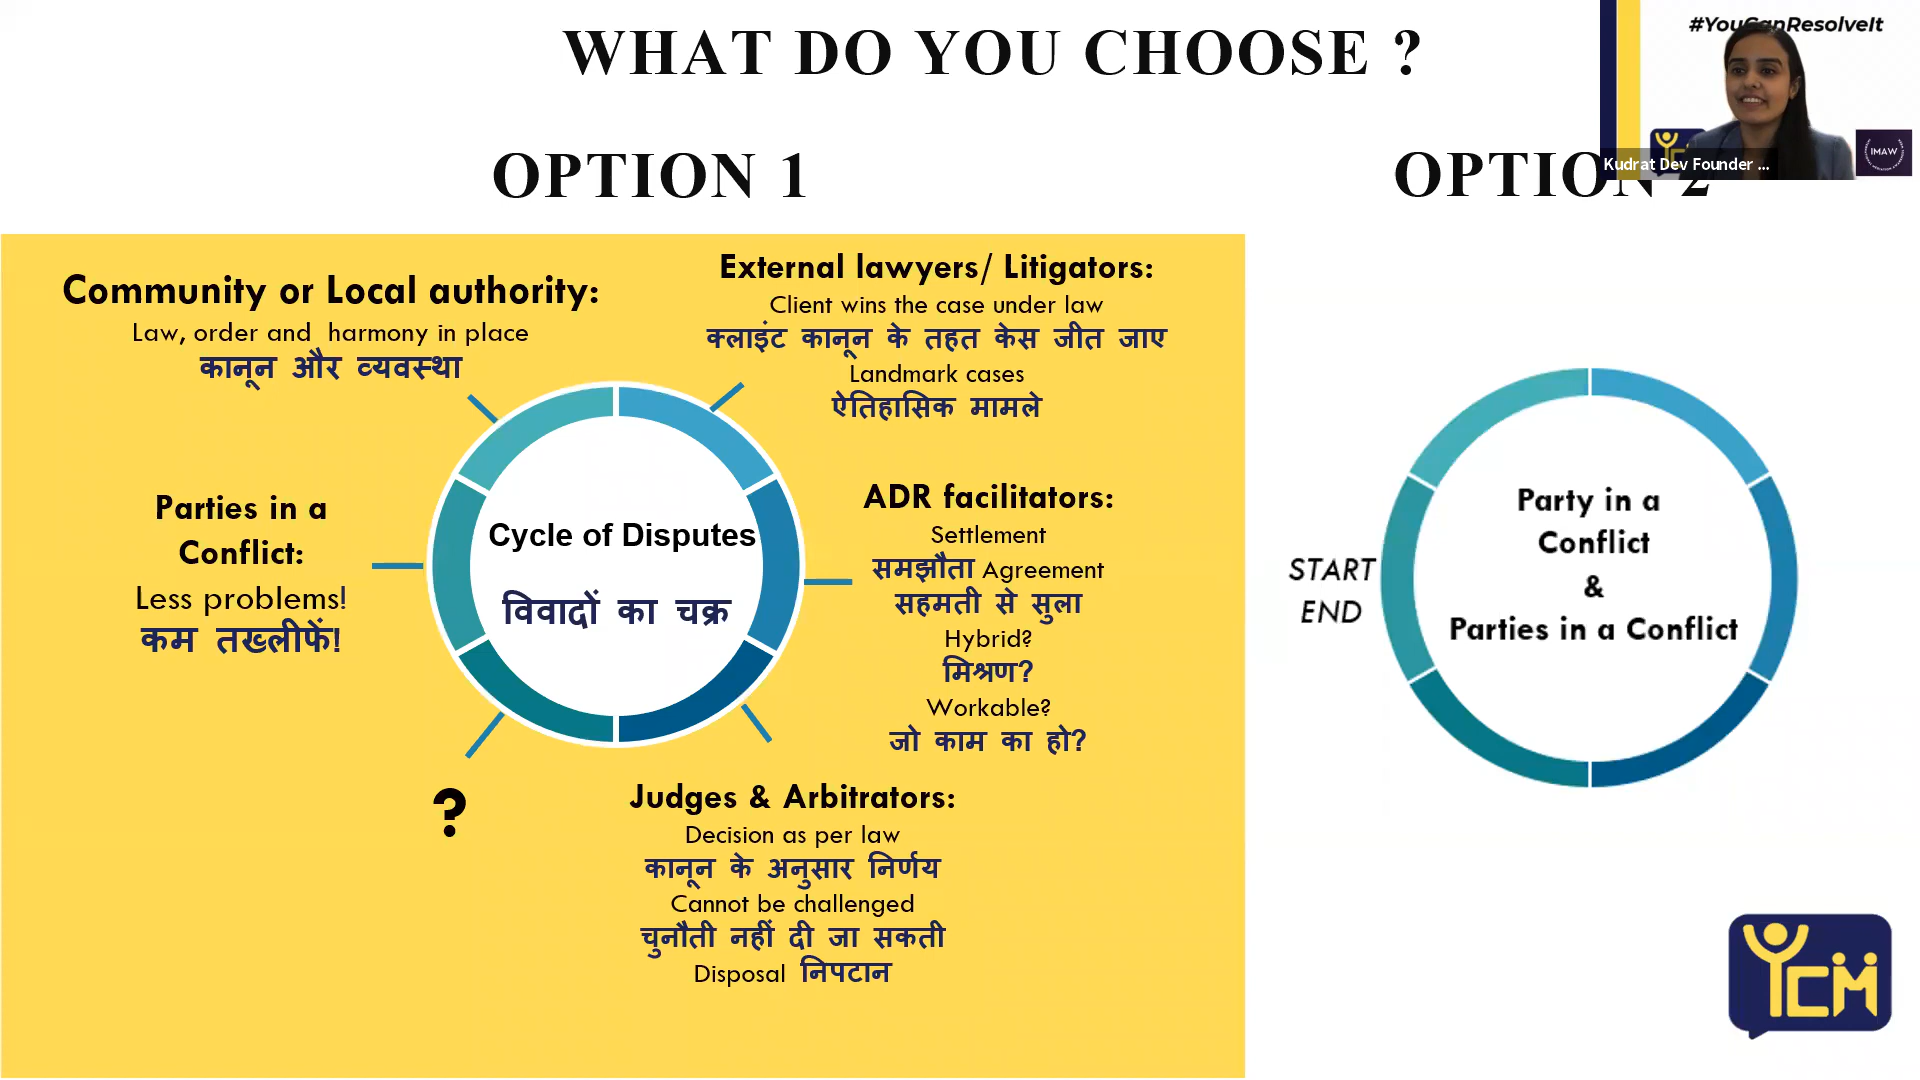 WHAT DO YOU CHOOSE ?
#YouCanResolveIt
IMAW
Kudrat Dev Founder ...
OPTION 1
OPTION 2
Community or Local authority:
Law, order and harmony in place
कानून और व्यवस्था
External lawyers/ Litigators:
Client wins the case under law
क्लाइंट कानून के तहत केस जीत जाए
Landmark cases
ऐतिहासिक मामले
Parties in a
Conflict:
Less problems!
कम तख्लीफें!
Cycle of Disputes
विवादों का चक्र
ADR facilitators:
Settlement
समझौता Agreement
सहमती से सुला
Hybrid?
मिश्रण?
Workable?
जो काम का हो?
?
Judges & Arbitrators:
Decision as per law
कानून के अनुसार निर्णय
Cannot be challenged
चुनौती नहीं दी जा सकती
Disposal निपटान
START
END
Party in a
Conflict
&
Parties in a Conflict
YCM